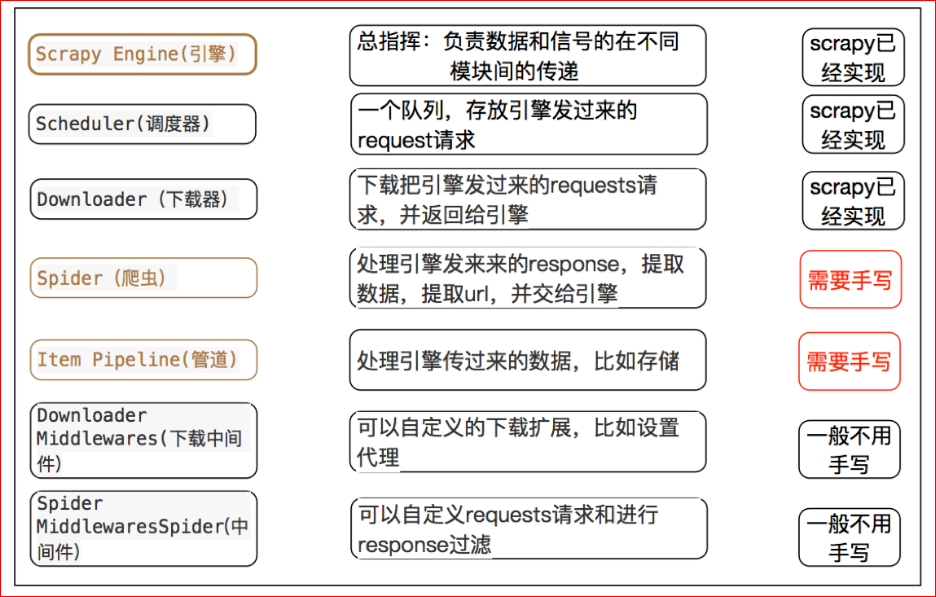 Scrapy Engine(引擎)
总指挥：负责数据和信号的在不同
模块间的传递
scrapy已
经实现
Scheduler(调度器)
一个队列，存放引擎发过来的
request请求
scrapy已
经实现
Downloader（下载器）
下载把引擎发过来的requests请
求，并返回给引擎
scrapy已
经实现
Spider（爬虫）
处理引擎发来来的response，提取
数据，提取url，并交给引擎
需要手写
Item Pipeline(管道)
处理引擎传过来的数据，比如存储
需要手写
Downloader
Middlewares(下载中间
件)
可以自定义的下载扩展，比如设置
代理
一般不用
手写
Spider
MiddlewaresSpider(中
间件)
可以自定义requests请求和进行
response过滤
一般不用
手写